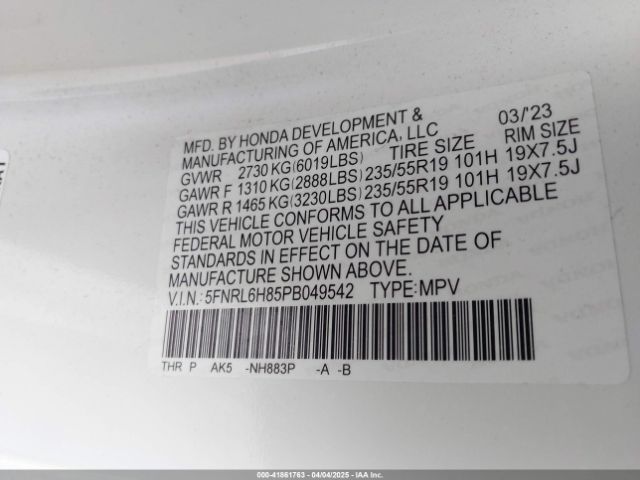 MFD. BY HONDA DEVELOPMENT & 03/'23
MANUFACTURING OF AMERICA, LLC
GVWR 2730 KG(6019LBS) TIRE SIZE RIM SIZE
GAWR F 1310 KG(2888LBS)235/55R19 101H 19X7.5J
GAWR R 1465 KG(3230LBS)235/55R19 101H 19X7.5J
THIS VEHICLE CONFORMS TO ALL APPLICABLE
FEDERAL MOTOR VEHICLE SAFETY
STANDARDS IN EFFECT ON THE DATE OF
MANUFACTURE SHOWN ABOVE.
V.I.N.:5FNRL6H85PB049542 TYPE:MPV
THR P AK5 -NH883P -A -B
000-41861763 - 04/04/2025 - IAA Inc.